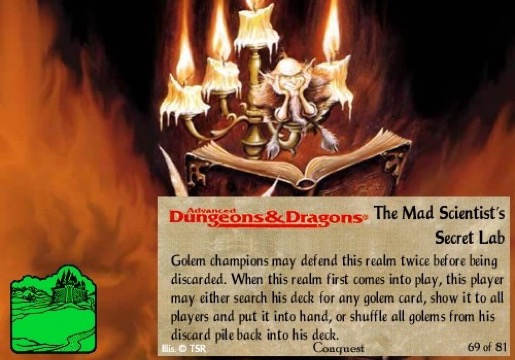 Advanced
Dungeons & Dragons®
The Mad Scientist's
Secret Lab
Golem champions may defend this realm twice before being
discarded. When this realm first comes into play, this player
may either search his deck for any golem card, show it to all
players and put it into hand, or shuffle all golems from his
discard pile back into his deck.
Illis. © TSR
Conquest
69 of 81